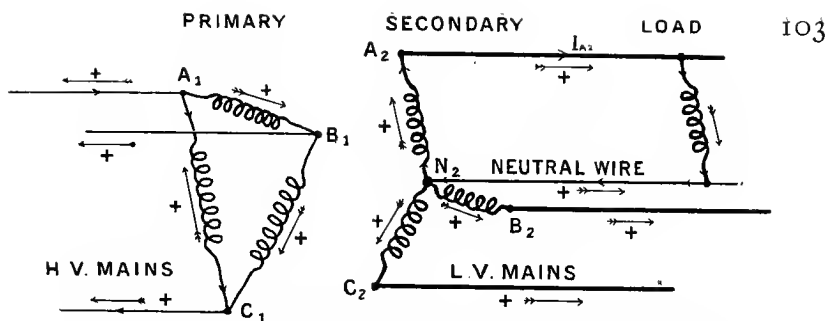 PRIMARY SECONDARY LOAD 103
A2 IA2
+ +
+ A1 + +
B1 + N2 NEUTRAL WIRE
+ +
+ + + +
+ B2 +
H.V. MAINS C2 L.V. MAINS
+ C1 +